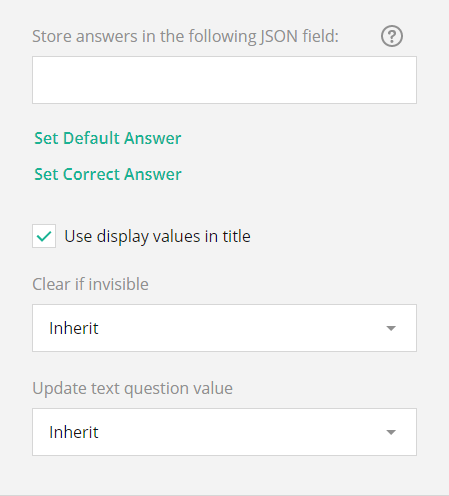 Store answers in the following JSON field:
?
Set Default Answer
Set Correct Answer
Use display values in title
Clear if invisible
Inherit
Update text question value
Inherit